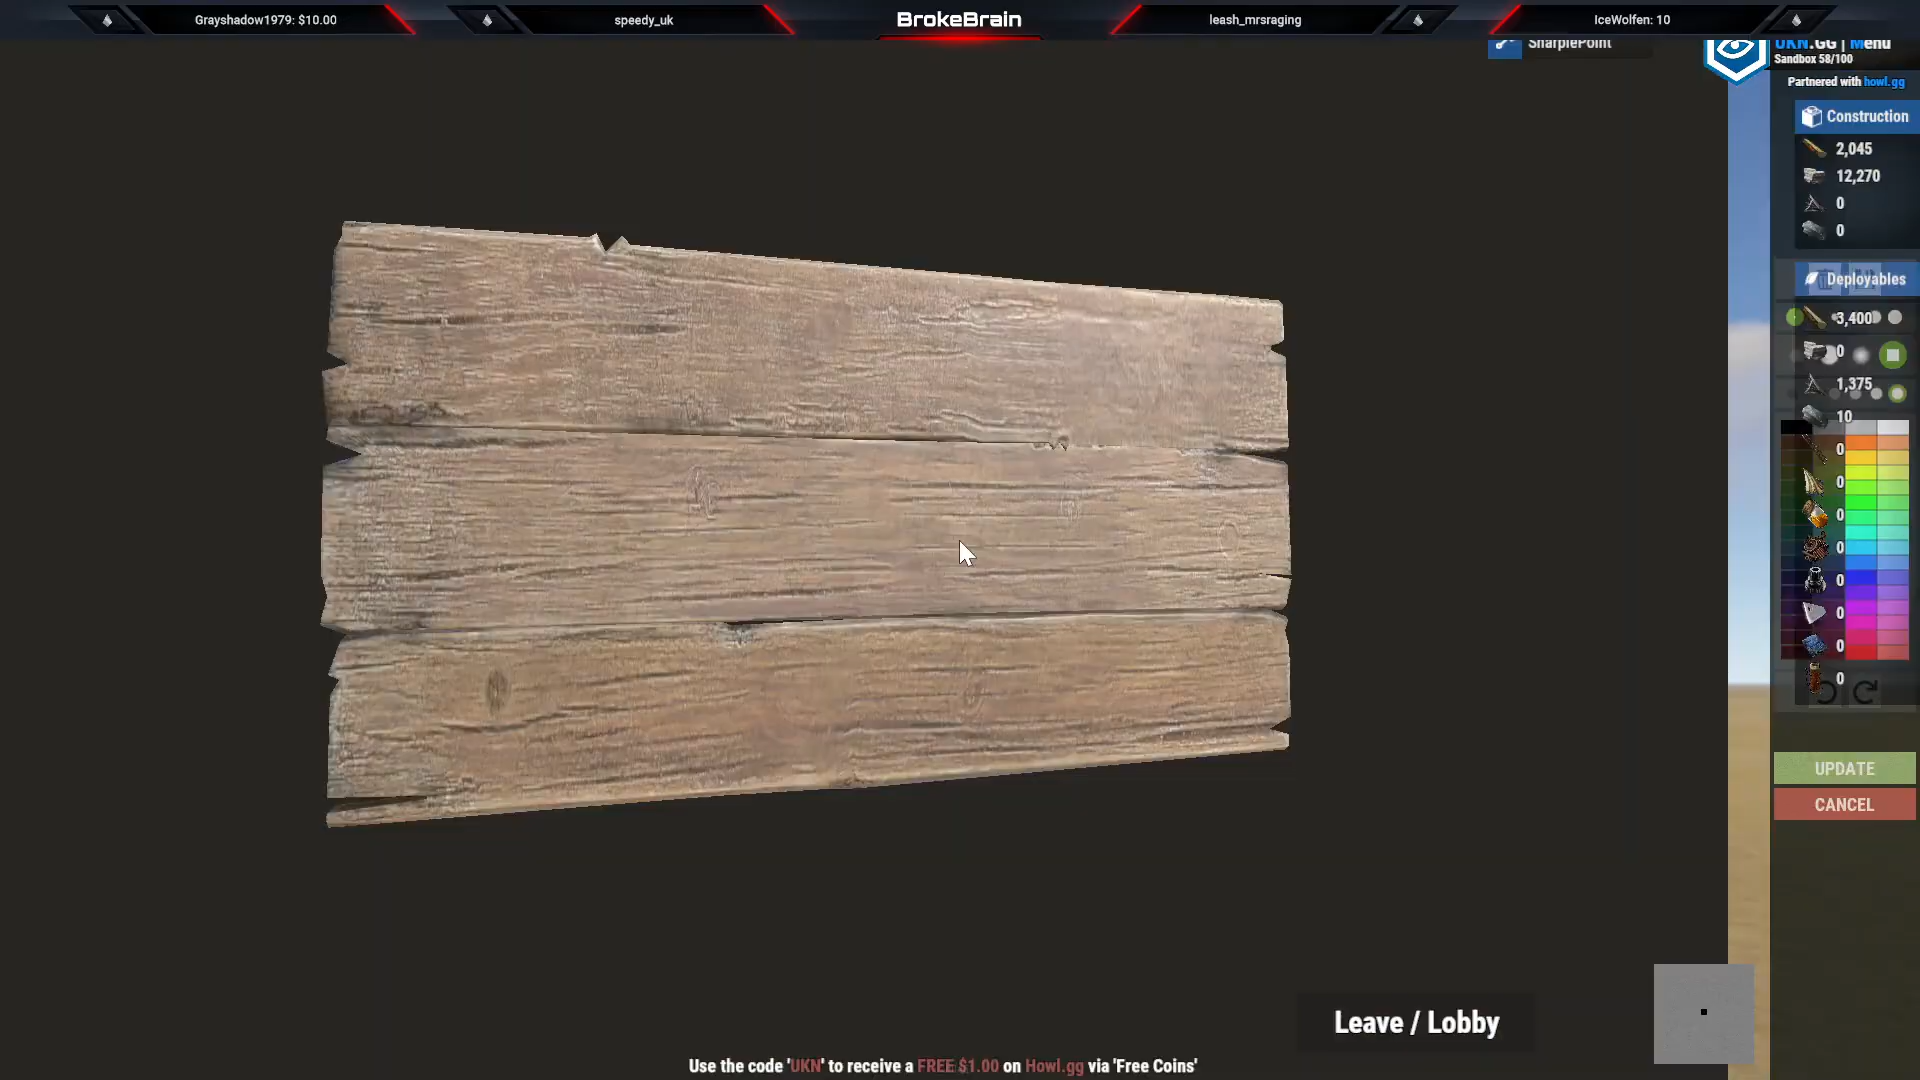 Grayshadow1979: $10.00
speedy_uk
BrokeBrain
leash_mrsraging
IceWolfen: 10
SharplePoint
UKN.GG | Menu
Sandbox 58/100
Partnered with howl.gg
Construction
2,045
12,270
0
0
Deployables
3,400
0
1,375
10
0
0
0
0
0
0
0
0
UPDATE
CANCEL
Leave / Lobby
Use the code 'UKN' to receive a FREE $1.00 on Howl.gg via 'Free Coins'